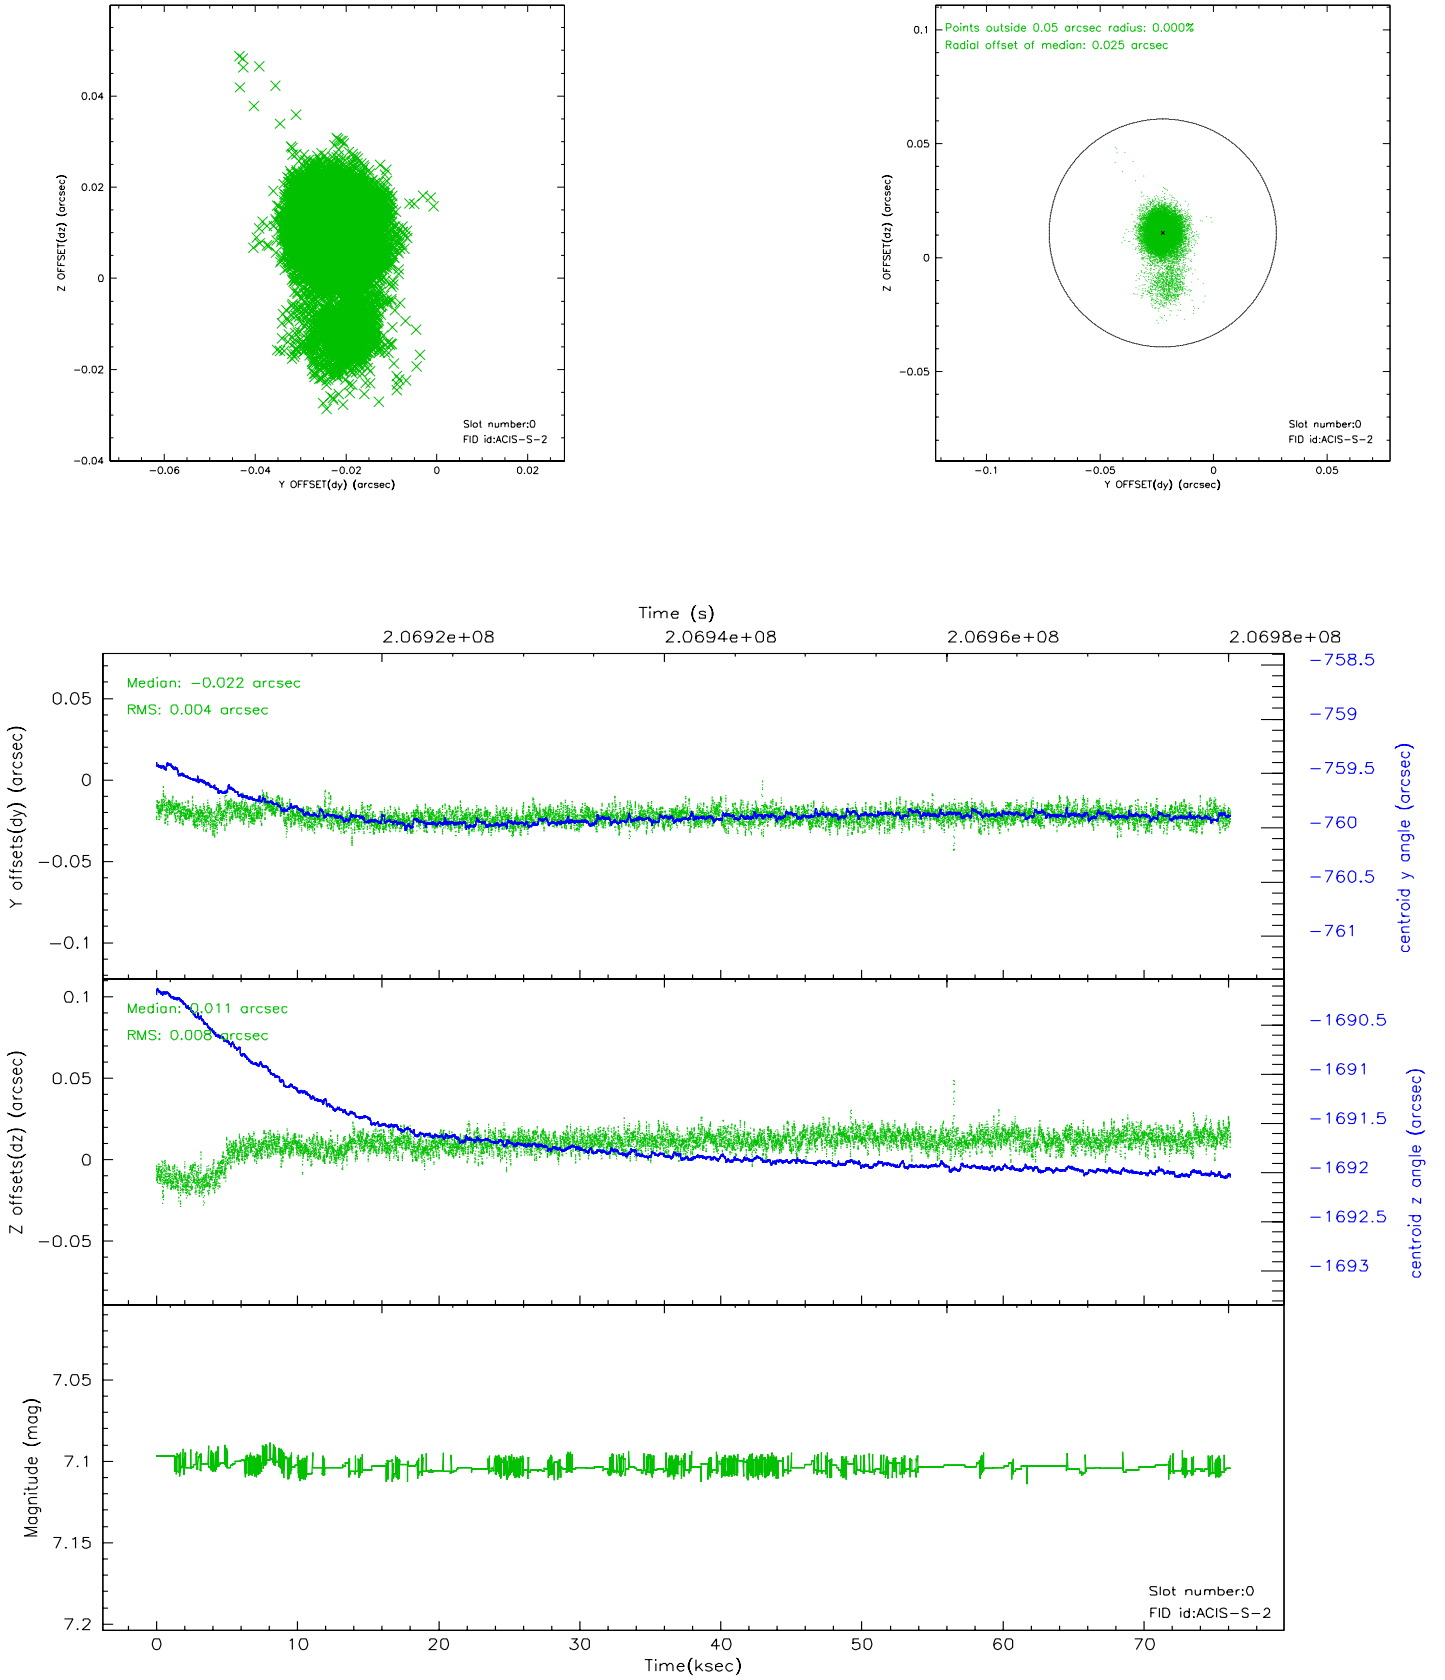 0.04
0.02
0
−0.02
−0.04
Z OFFSET(dz) (arcsec)
−0.06
−0.04
−0.02
0
0.02
Y OFFSET(dy) (arcsec)
Slot number:0
FID id:ACIS−S−2
Points outside 0.05 arcsec radius: 0.000%
Radial offset of median: 0.025 arcsec
0.1
0.05
0
−0.05
Z OFFSET(dz) (arcsec)
−0.1
−0.05
0
0.05
Y OFFSET(dy) (arcsec)
Slot number:0
FID id:ACIS−S−2
Time (s)
2.0692e+08
2.0694e+08
2.0696e+08
2.0698e+08
Median: −0.022 arcsec
RMS: 0.004 arcsec
0.05
0
−0.05
−0.1
Y offsets(dy) (arcsec)
−758.5
−759
−759.5
−760
−760.5
−761
centroid y angle (arcsec)
Median: 0.011 arcsec
RMS: 0.008 arcsec
0.1
0.05
0
−0.05
Z offsets(dz) (arcsec)
−1690.5
−1691
−1691.5
−1692
−1692.5
−1693
centroid z angle (arcsec)
7.05
7.1
7.15
7.2
Magnitude (mag)
Slot number:0
FID id:ACIS−S−2
0
10
20
30
40
50
60
70
Time(ksec)